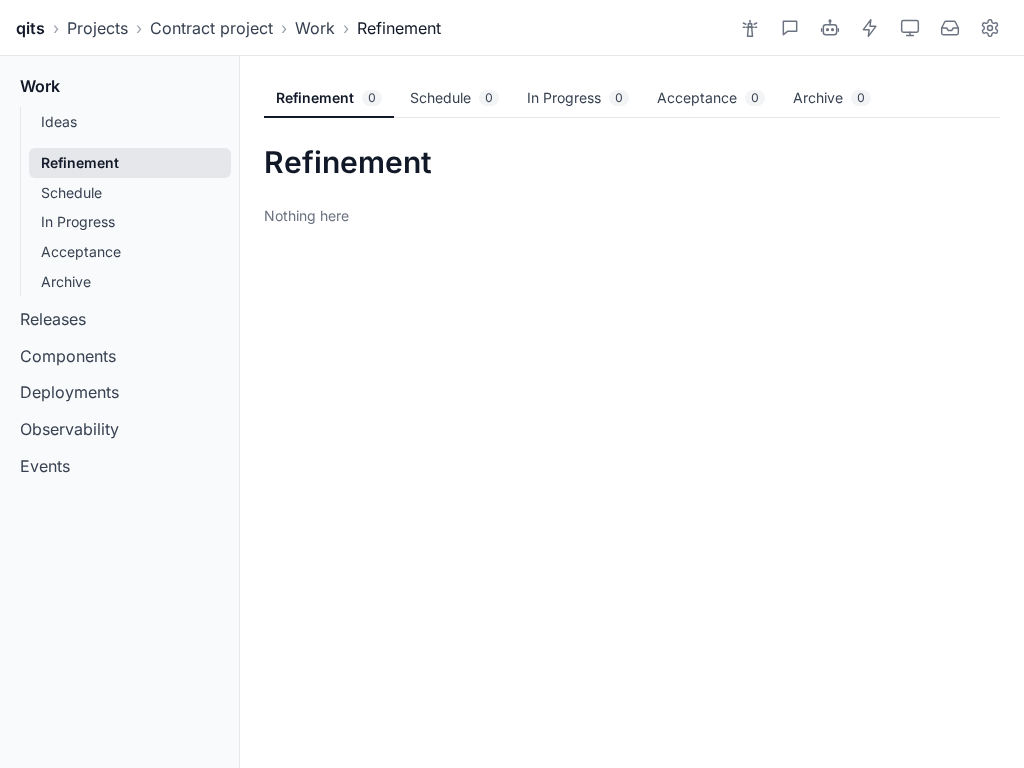 qits › Projects › Contract project › Work › Refinement
Work
Ideas
Refinement
Schedule
In Progress
Acceptance
Archive
Releases
Components
Deployments
Observability
Events
Refinement 0 Schedule 0 In Progress 0 Acceptance 0 Archive 0
Refinement
Nothing here